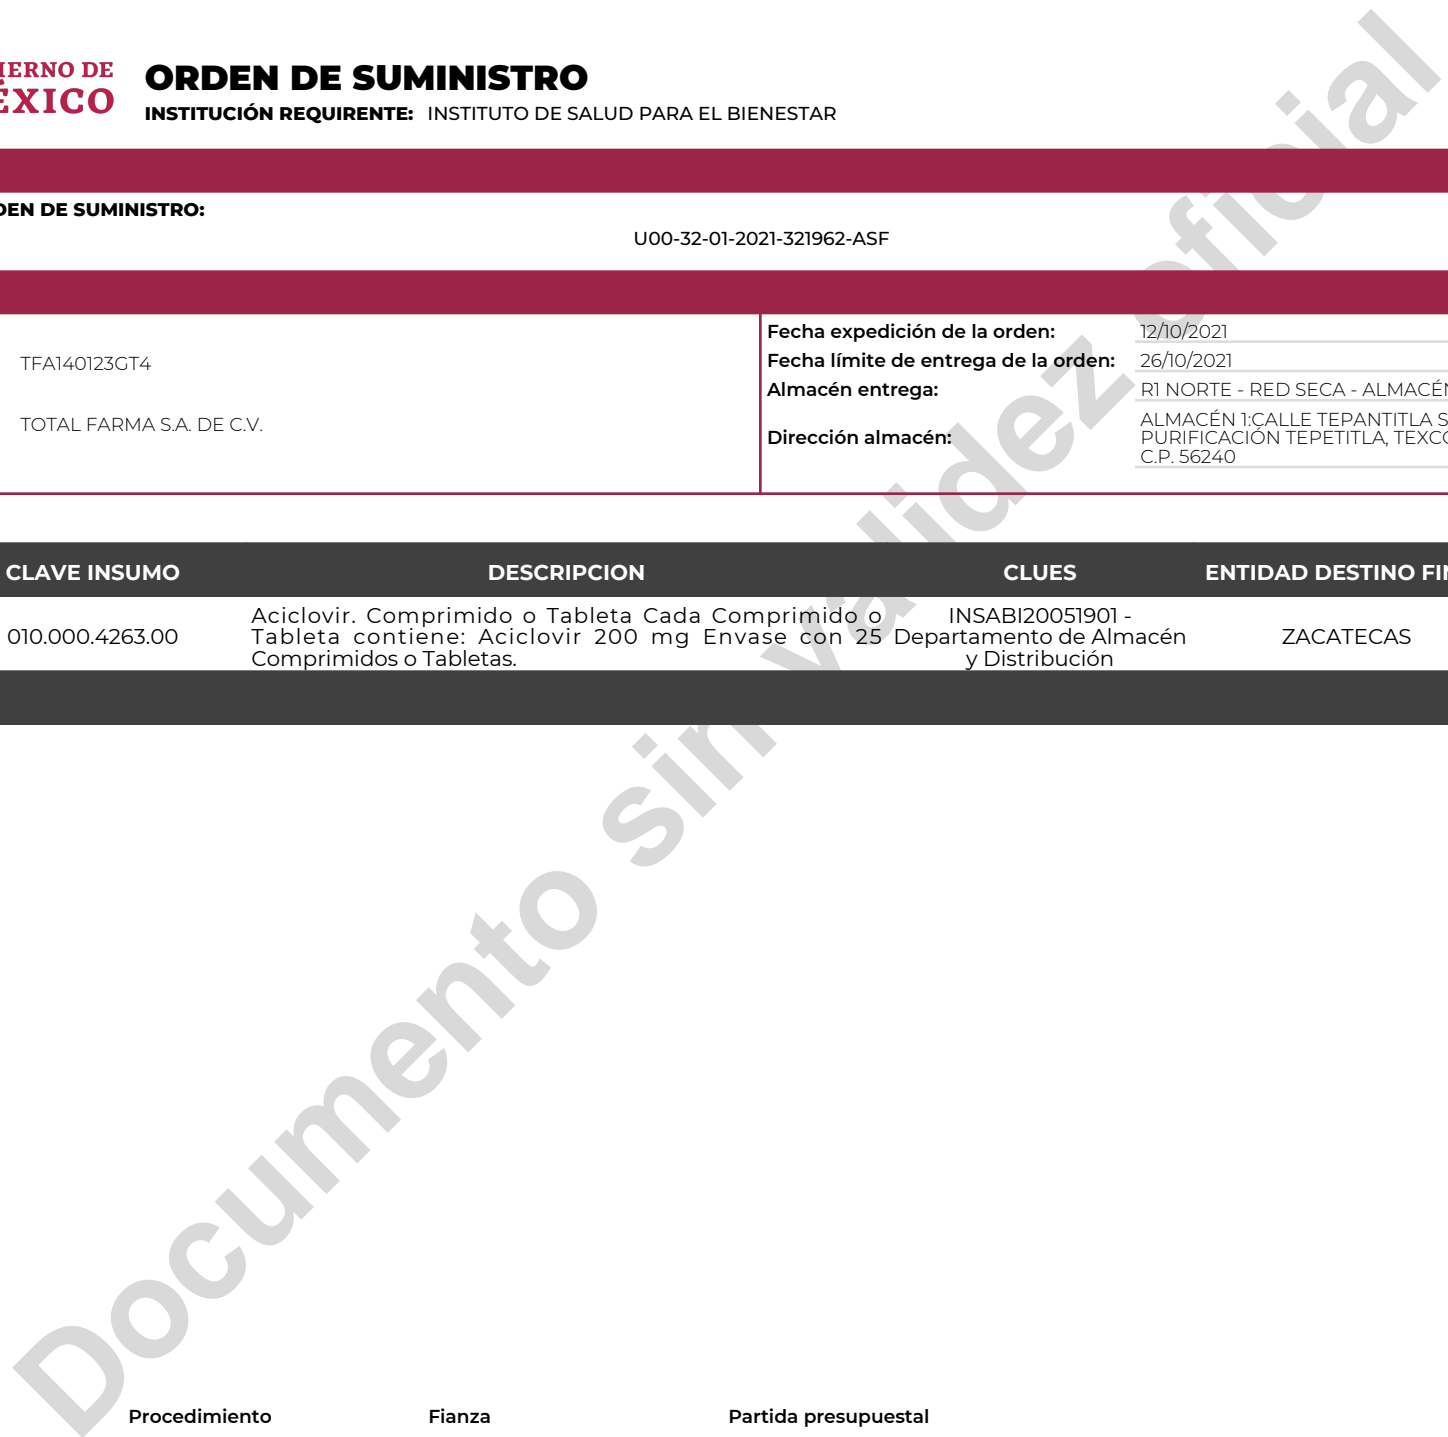 ORDEN DE SUMINISTRO
INSTITUCIÓN REQUIRENTE: INSTITUTO DE SALUD PARA EL BIENESTAR
DE
DE SUMINISTRO:
U00-32-01-2021-321962-ASF
TFA140123GT4
TOTAL FARMA S.A. DE C.V.
Fecha expedición de la orden: 12/10/2021
Fecha límite de entrega de la orden: 26/10/2021
Almacén entrega: R1 NORTE - RED SECA - ALMACÉN
Dirección almacén: ALMACÉN 1:CALLE TEPANTITLA
PURIFICACIÓN TEPETITLA,
C.P. 56240
CLAVE INSUMO DESCRIPCION CLUES ENTIDAD DESTINO
010.000.4263.00
Aciclovir. Comprimido o Tableta Cada Comprimido o
Tableta contiene: Aciclovir 200 mg Envase con 25
Comprimidos o Tabletas.
INSABI20051901 -
Departamento de Almacén
y Distribución
ZACATECAS
Documento sin validez oficial
Procedimiento Fianza Partida presupuestal